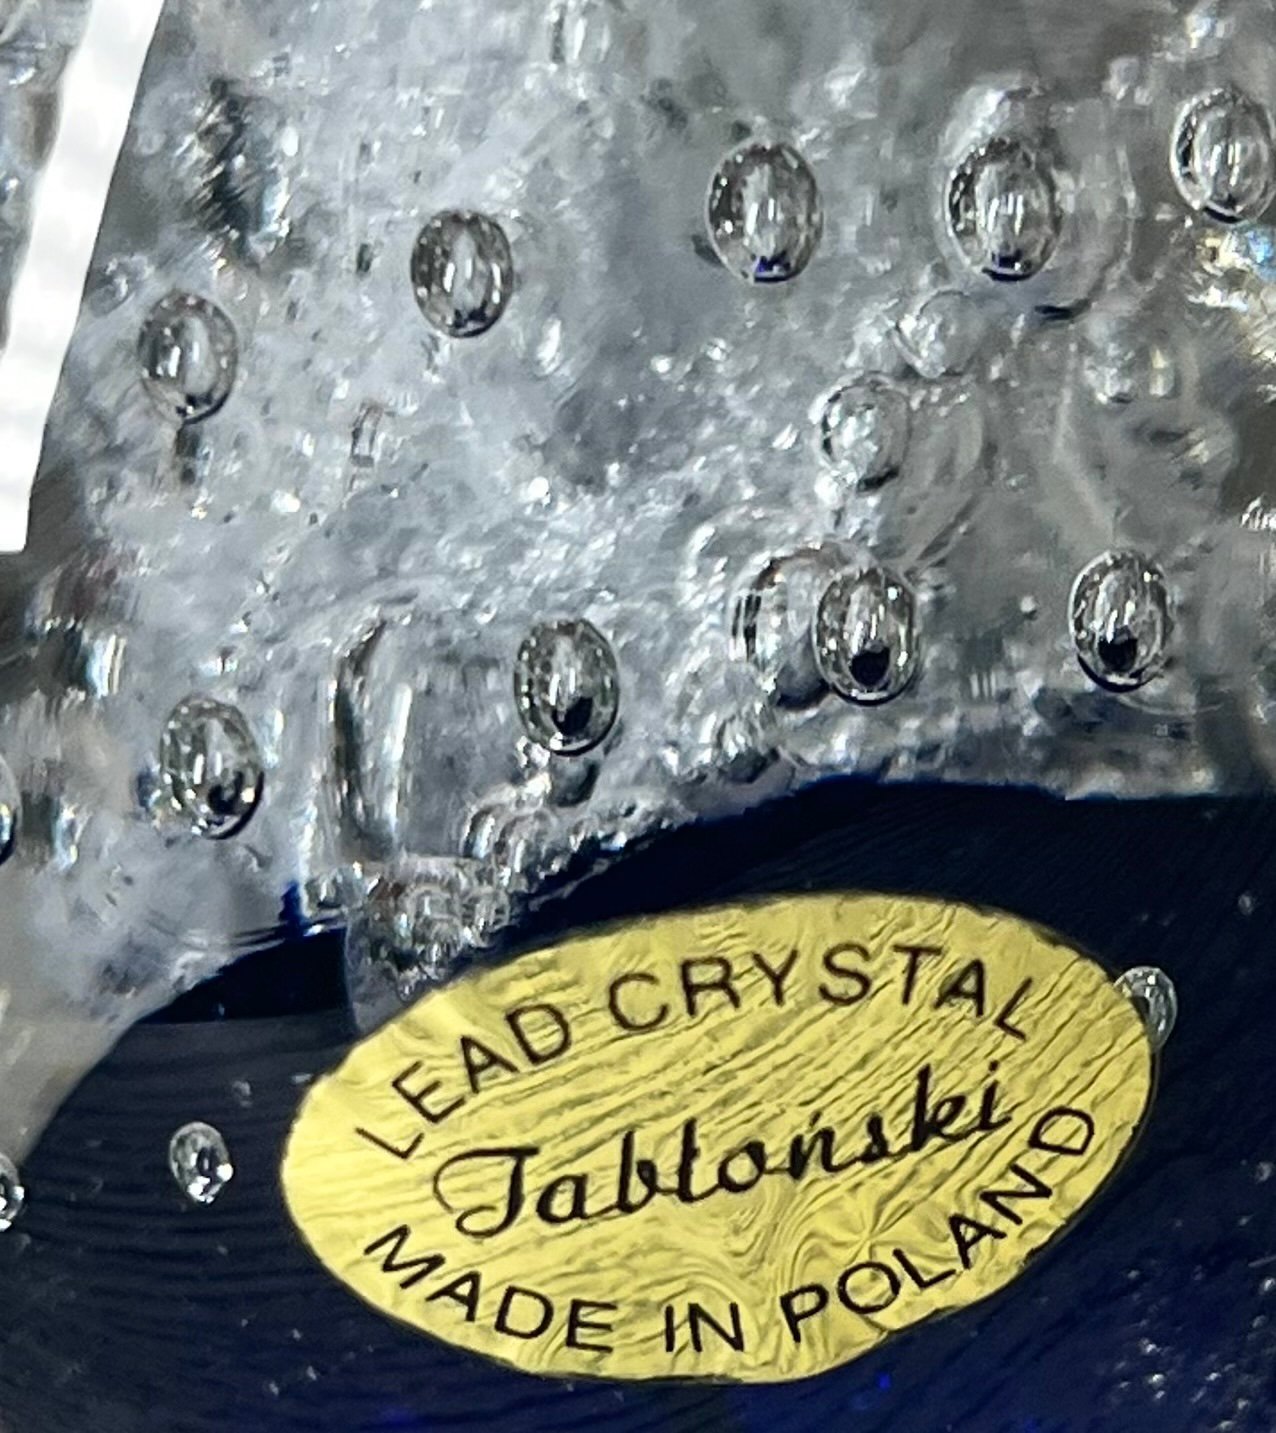 LEAD CRYSTAL
Jabłoński
MADE IN POLAND